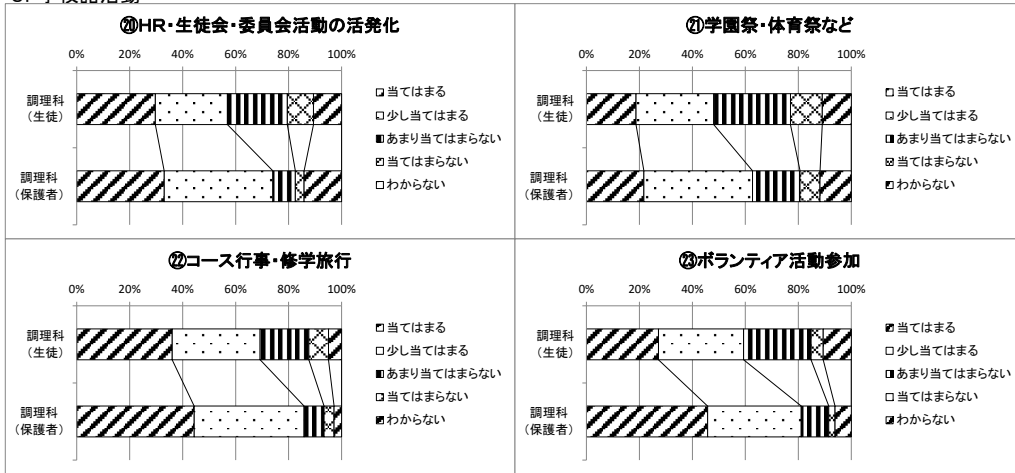 ⑳HR・生徒会・委員会活動の活発化
0% 20% 40% 60% 80% 100%
調理科
(生徒)
調理科
(保護者)
当てはまる
少し当てはまる
あまり当てはまらない
当てはまらない
わからない
㉑学園祭・体育祭など
0% 20% 40% 60% 80% 100%
調理科
(生徒)
調理科
(保護者)
当てはまる
少し当てはまる
あまり当てはまらない
当てはまらない
わからない
㉒コース行事・修学旅行
0% 20% 40% 60% 80% 100%
調理科
(生徒)
調理科
(保護者)
当てはまる
少し当てはまる
あまり当てはまらない
当てはまらない
わからない
㉓ボランティア活動参加
0% 20% 40% 60% 80% 100%
調理科
(生徒)
調理科
(保護者)
当てはまる
少し当てはまる
あまり当てはまらない
当てはまらない
わからない